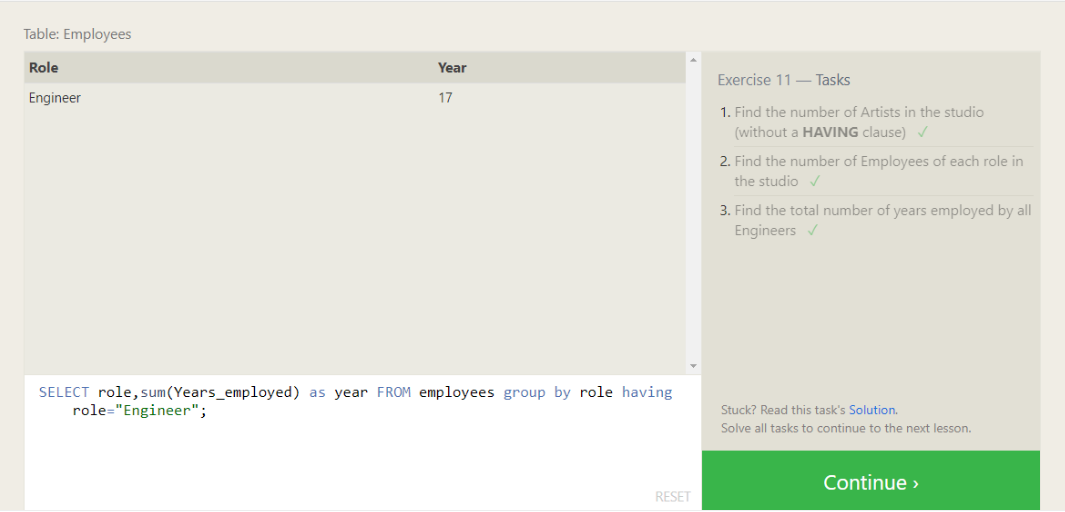 Table: Employees
Role Year
Engineer 17
SELECT role,sum(Years_employed) as year FROM employees group by role having
role="Engineer";
RESET
Exercise 11 — Tasks
1. Find the number of Artists in the studio
(without a HAVING clause) ✓
2. Find the number of Employees of each role in
the studio ✓
3. Find the total number of years employed by all
Engineers ✓
Stuck? Read this task's Solution.
Solve all tasks to continue to the next lesson.
Continue ›